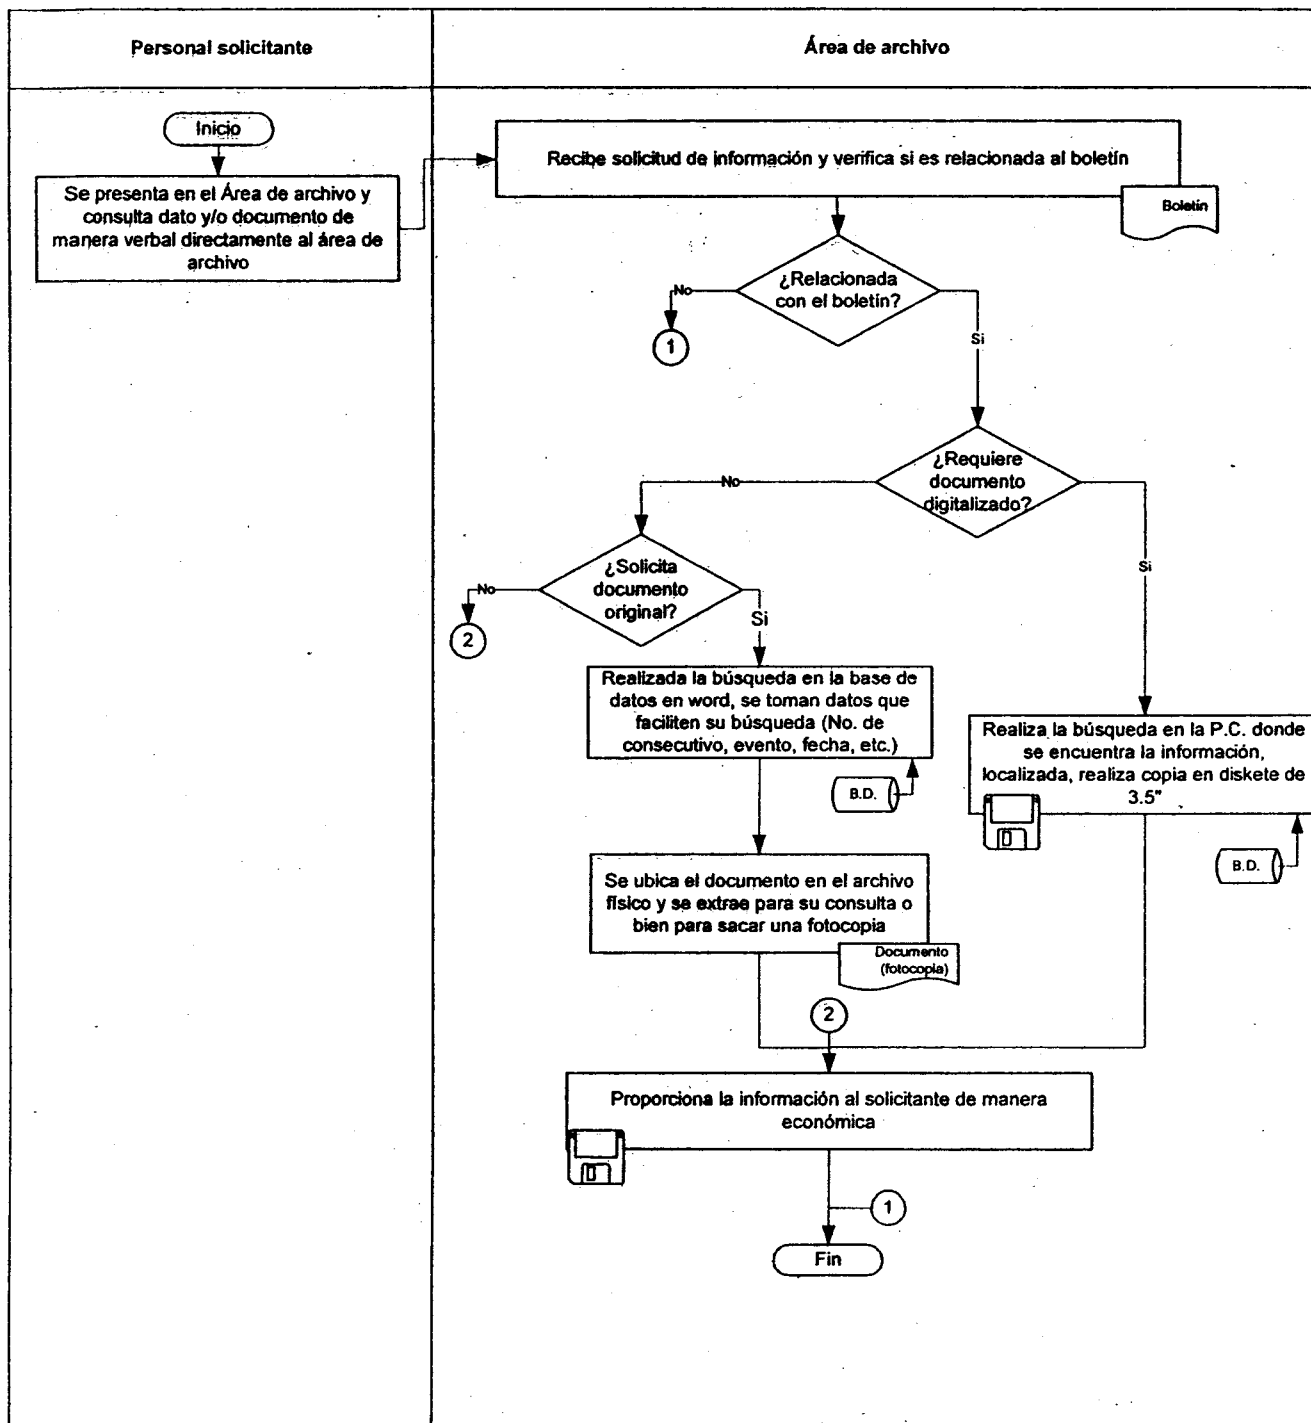 Personal solicitante
Área de archivo
Inicio
Se presenta en el Área de archivo y
consulta dato y/o documento de
manera verbal directamente al área de
archivo
Recibe solicitud de información y verifica si es relacionada al boletín
Boletín
¿Relacionada
con el boletín?
No
1
Si
¿Requiere
documento
digitalizado?
No
Si
¿Solicita
documento
original?
No
2
Si
Realizada la búsqueda en la base de
datos en word, se toman datos que
faciliten su búsqueda (No. de
consecutivo, evento, fecha, etc.)
B.D.
Realiza la búsqueda en la P.C. donde
se encuentra la información,
localizada, realiza copia en diskete de
3.5"
B.D.
Se ubica el documento en el archivo
físico y se extrae para su consulta o
bien para sacar una fotocopia
Documento
(fotocopia)
2
Proporciona la información al solicitante de manera
económica
1
Fin